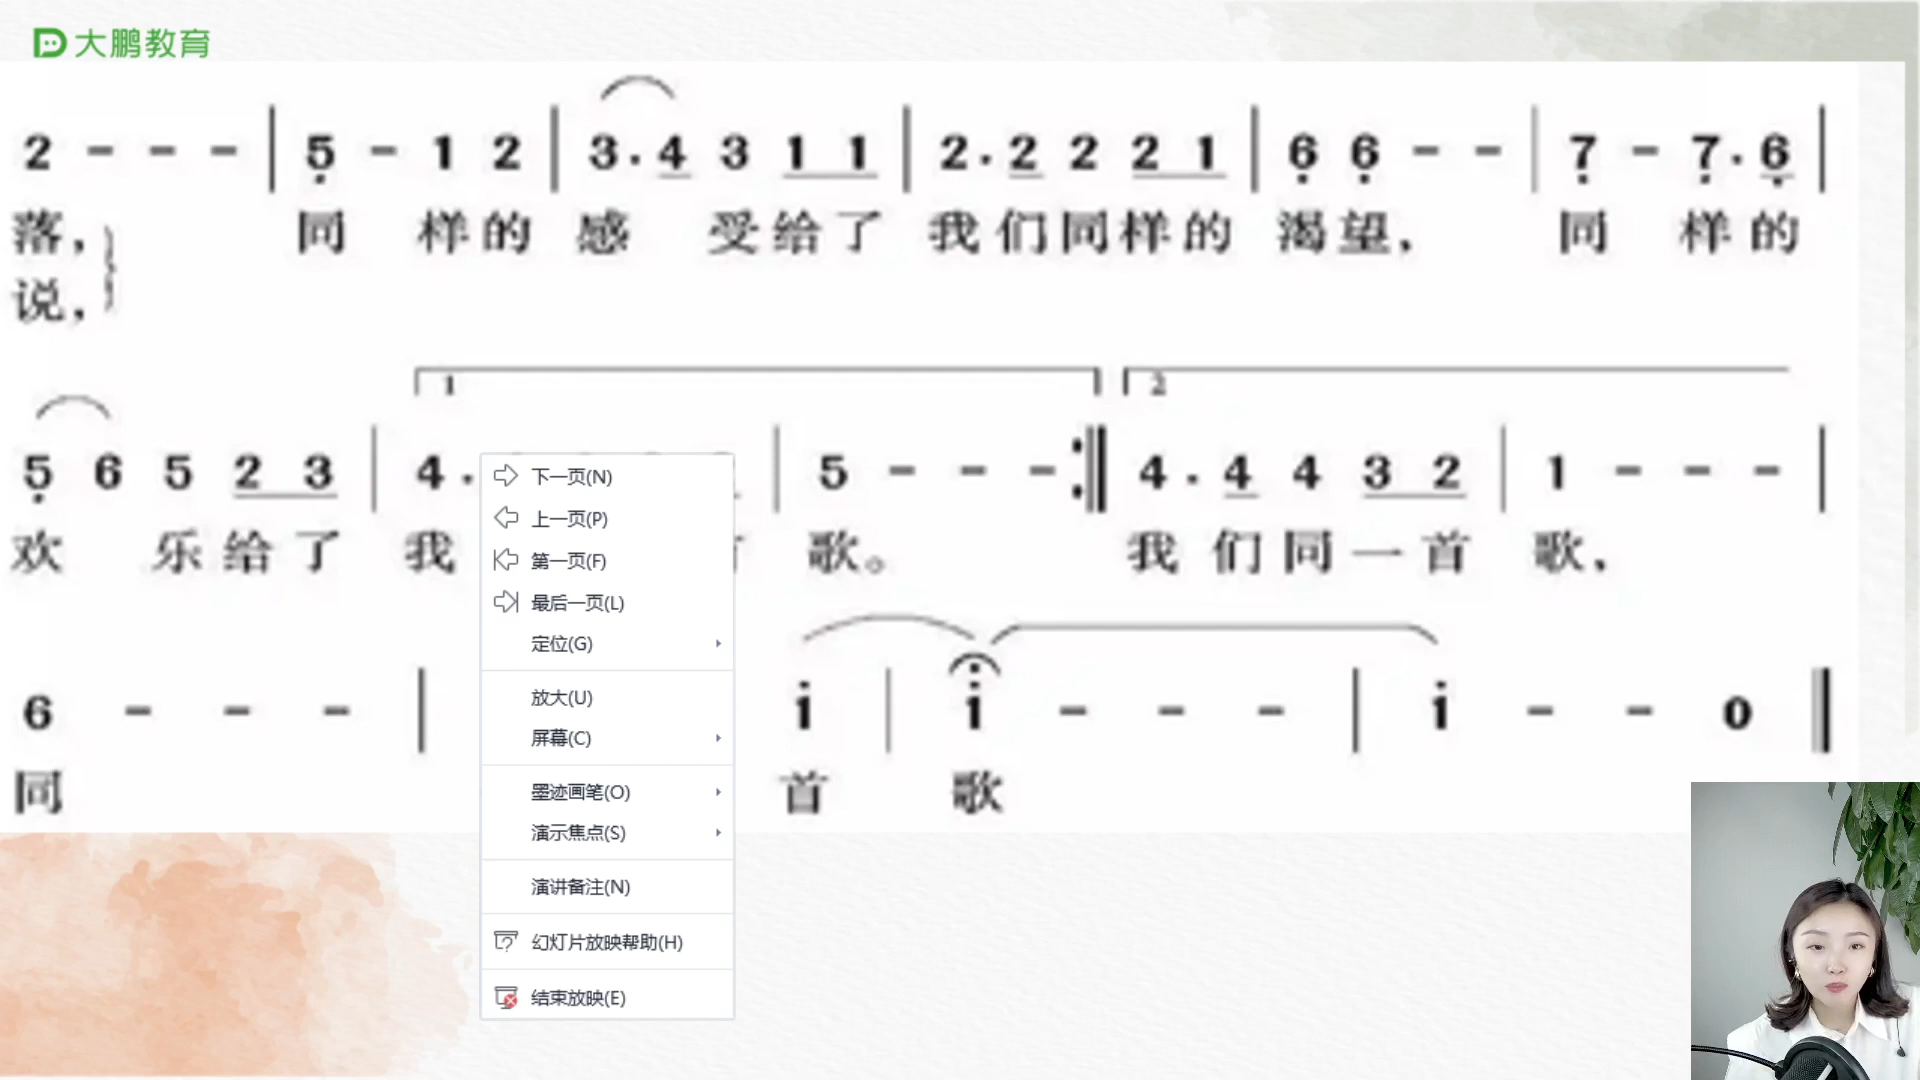 大鹏教育
2 - - - | 5 - 1 2 | 3 . 4 3 1 1 | 2 . 2 2 2 1 | 6 6 - - | 7 - 7 . 6 |
落, 同 样的 感 受给了 我们同样的 渴望, 同 样的
说,
1 2
5 6 5 2 3 | 4 . | 5 - - - :‖ 4 . 4 4 3 2 | 1 - - - |
欢 乐给了 我 歌。 我们同一首 歌,
6 - - - | i | i - - - | i - - 0 ‖
同 首 歌
下一页(N)
上一页(P)
第一页(F)
最后一页(L)
定位(G)
放大(U)
屏幕(C)
墨迹画笔(O)
演示焦点(S)
演讲备注(N)
幻灯片放映帮助(H)
结束放映(E)